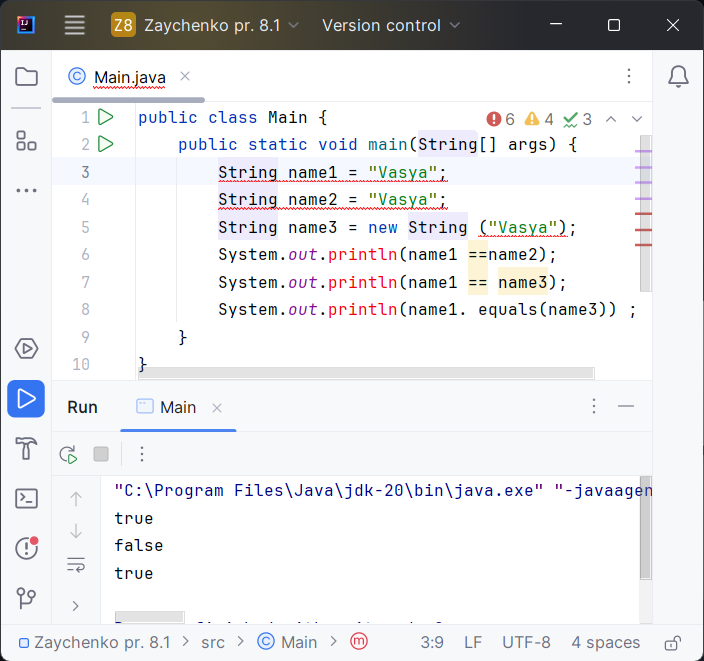 Z8 Zaychenko pr. 8.1 Version control
Main.java
1 public class Main { 6 4 3
2 public static void main(String[] args) {
3 String name1 = "Vasya";
4 String name2 = "Vasya";
5 String name3 = new String ("Vasya");
6 System.out.println(name1 ==name2);
7 System.out.println(name1 == name3);
8 System.out.println(name1. equals(name3)) ;
9 }
10 }
Run Main
"C:\Program Files\Java\jdk-20\bin\java.exe" "-javaagen
true
false
true
Zaychenko pr. 8.1 > src > Main > m 3:9 LF UTF-8 4 spaces